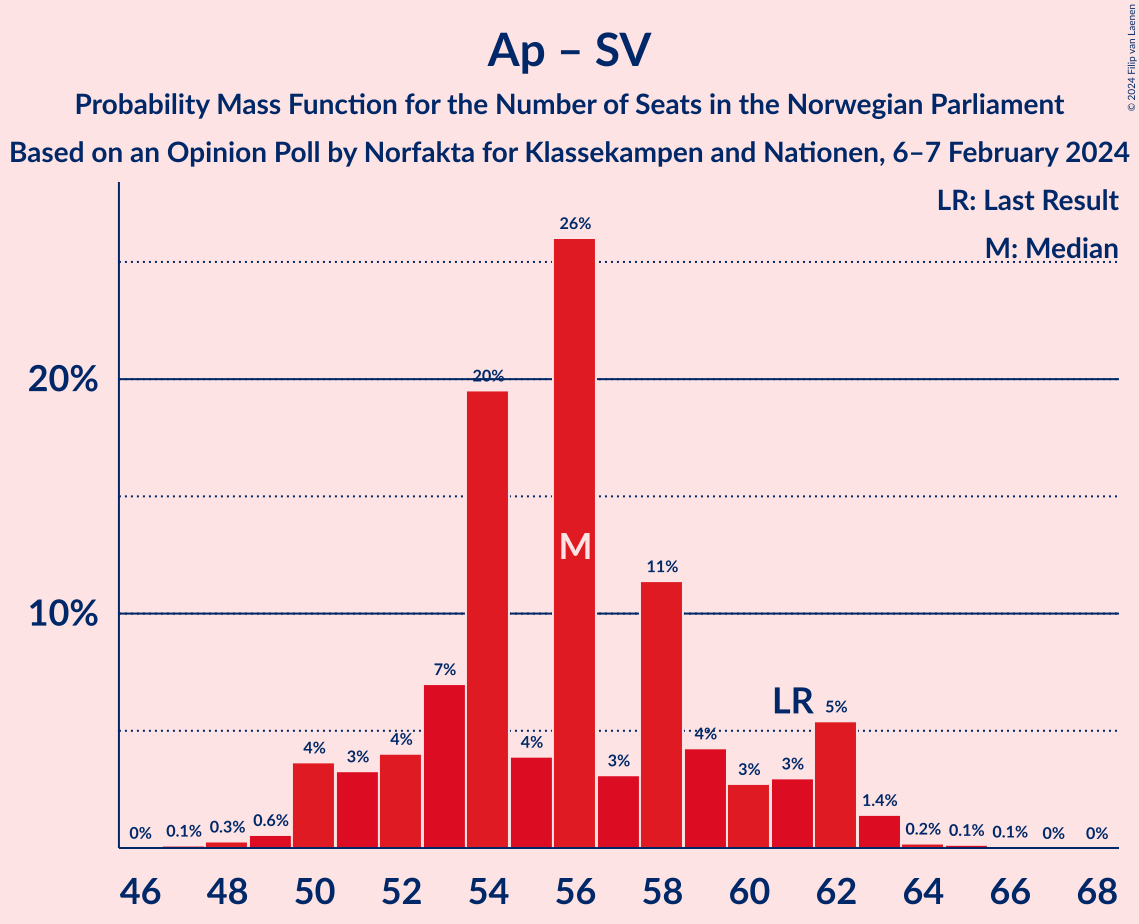 Ap – SV
Probability Mass Function for the Number of Seats in the Norwegian Parliament
Based on an Opinion Poll by Norfakta for Klassekampen and Nationen, 6–7 February 2024
© 2024 Filip van Laenen
LR: Last Result
M: Median
20%
10%
0%
0.1%
0.3%
0.6%
4%
3%
4%
7%
20%
4%
26%
M
3%
11%
4%
3%
LR
3%
5%
1.4%
0.2%
0.1%
0.1%
0%
0%
46 48 50 52 54 56 58 60 62 64 66 68